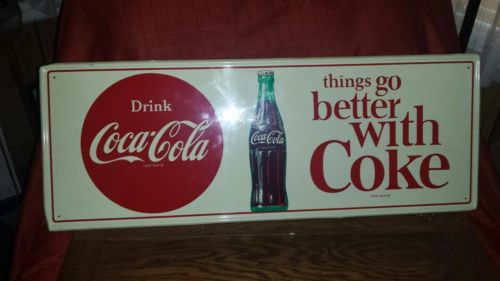 Drink
Coca-Cola
Coca-Cola
things go
better
with
Coke